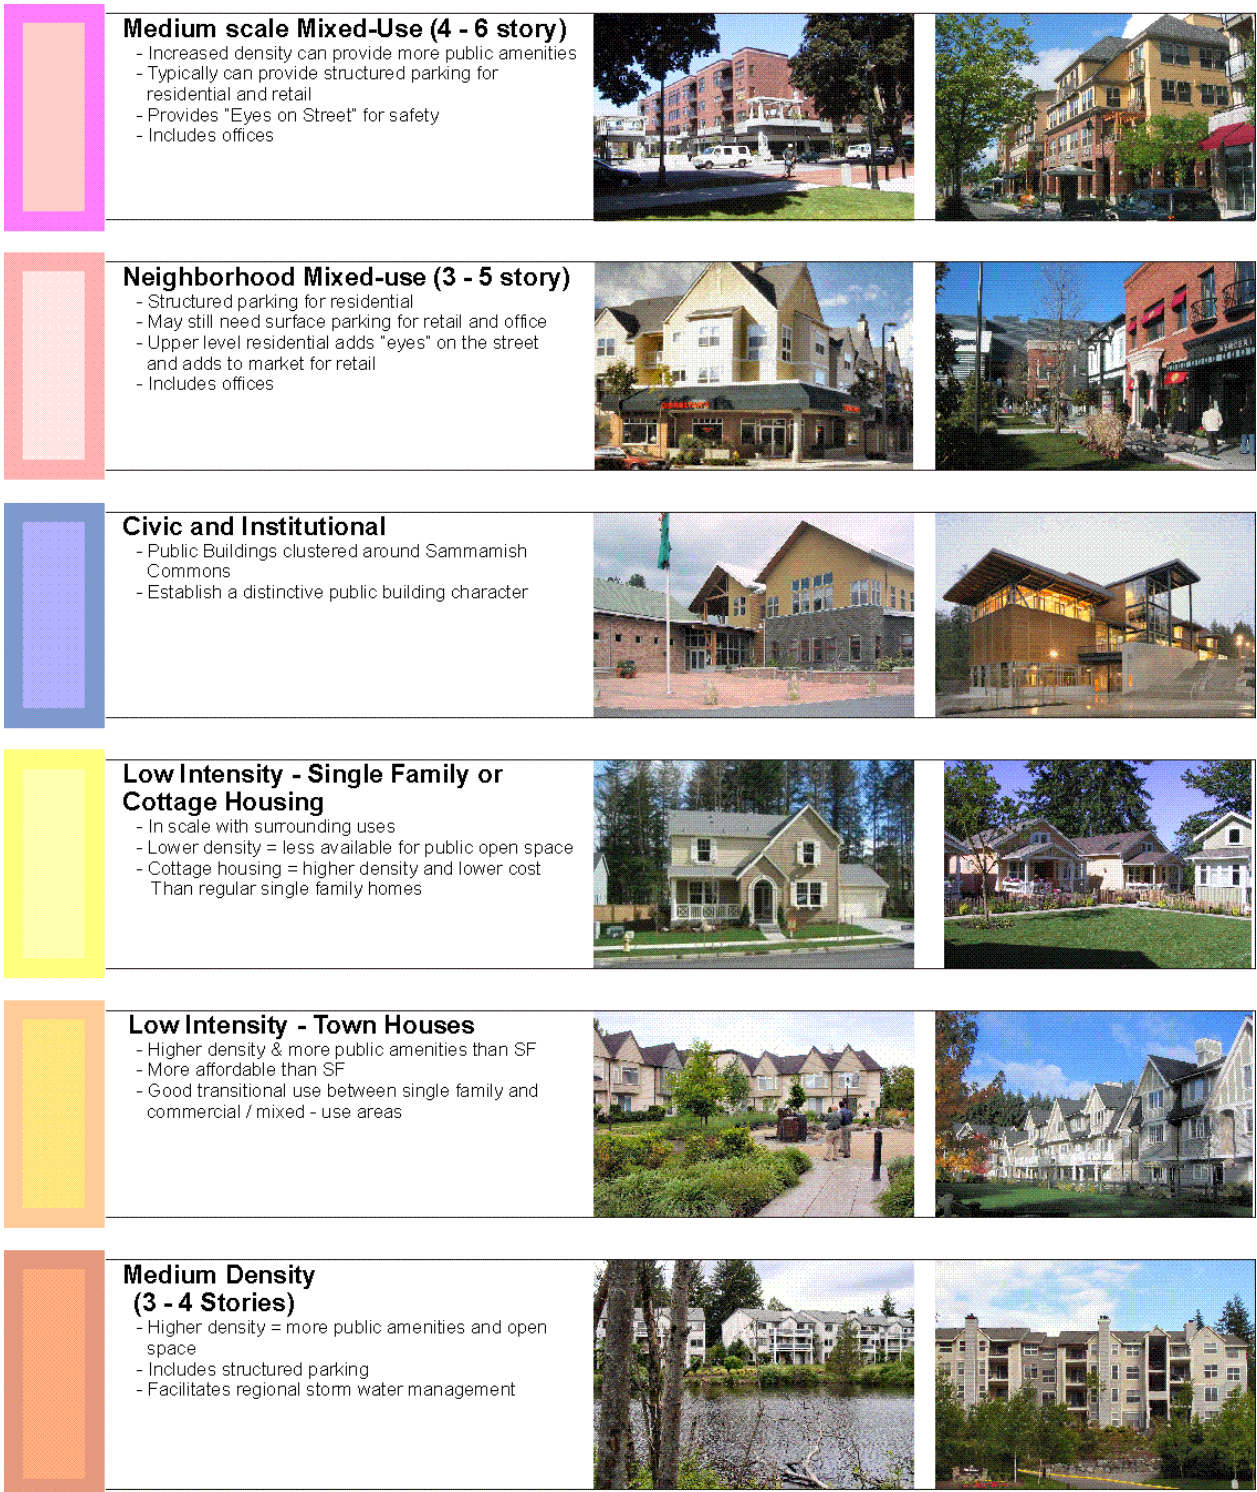 Medium scale Mixed-Use (4 - 6 story)
- Increased density can provide more public amenities
- Typically can provide structured parking for
residential and retail
- Provides "Eyes on Street" for safety
- Includes offices
Neighborhood Mixed-use (3 - 5 story)
- Structured parking for residential
- May still need surface parking for retail and office
- Upper level residential adds "eyes" on the street
and adds to market for retail
- Includes offices
Civic and Institutional
- Public Buildings clustered around Sammamish
Commons
- Establish a distinctive public building character
Low Intensity - Single Family or
Cottage Housing
- In scale with surrounding uses
- Lower density = less available for public open space
- Cottage housing = higher density and lower cost
Than regular single family homes
Low Intensity - Town Houses
- Higher density & more public amenities than SF
- More affordable than SF
- Good transitional use between single family and
commercial / mixed - use areas
Medium Density
(3 - 4 Stories)
- Higher density = more public amenities and open
space
- Includes structured parking
- Facilitates regional storm water management